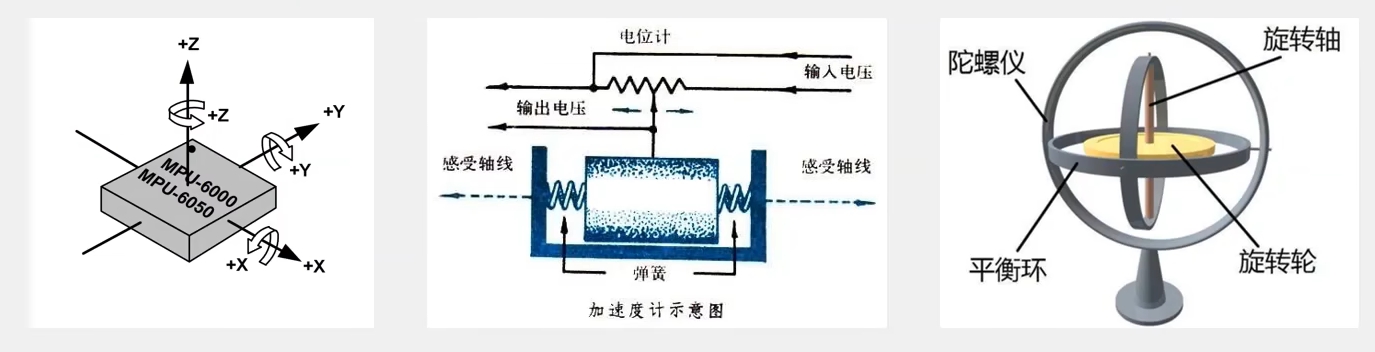 +Z
+Z
+Y
+Y
MPU-6000
MPU-6050
+X
+X
电位计
输入电压
输出电压
感受轴线
感受轴线
弹簧
加速度计示意图
旋转轴
陀螺仪
平衡环
旋转轮